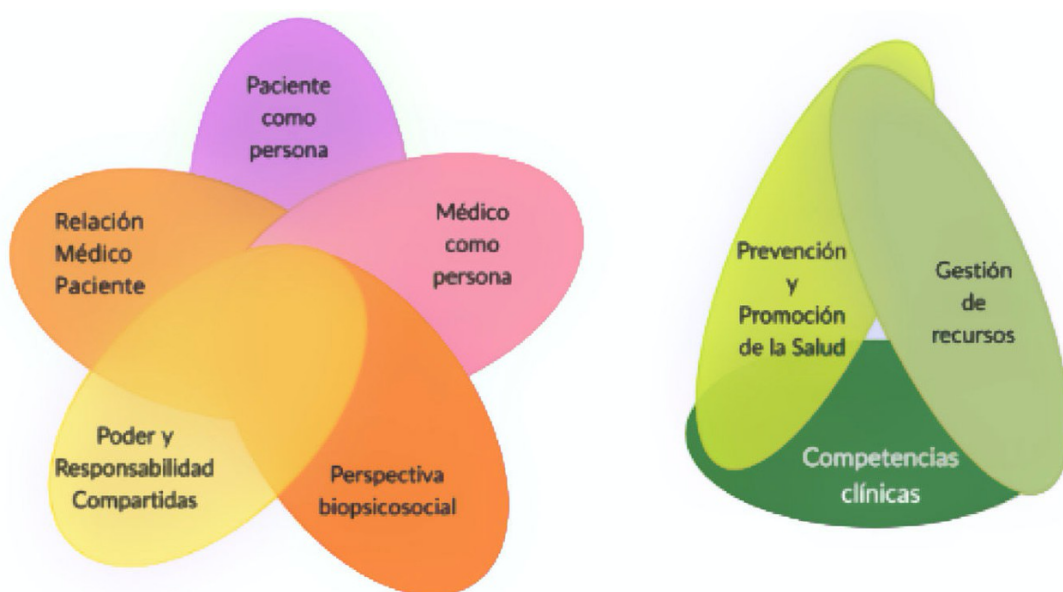 Paciente
como
persona
Relación
Médico
Paciente
Médico
como
persona
Poder y
Responsabilidad
Compartidas
Perspectiva
biopsicosocial
Prevención
y
Promoción
de la Salud
Gestión
de
recursos
Competencias
clínicas